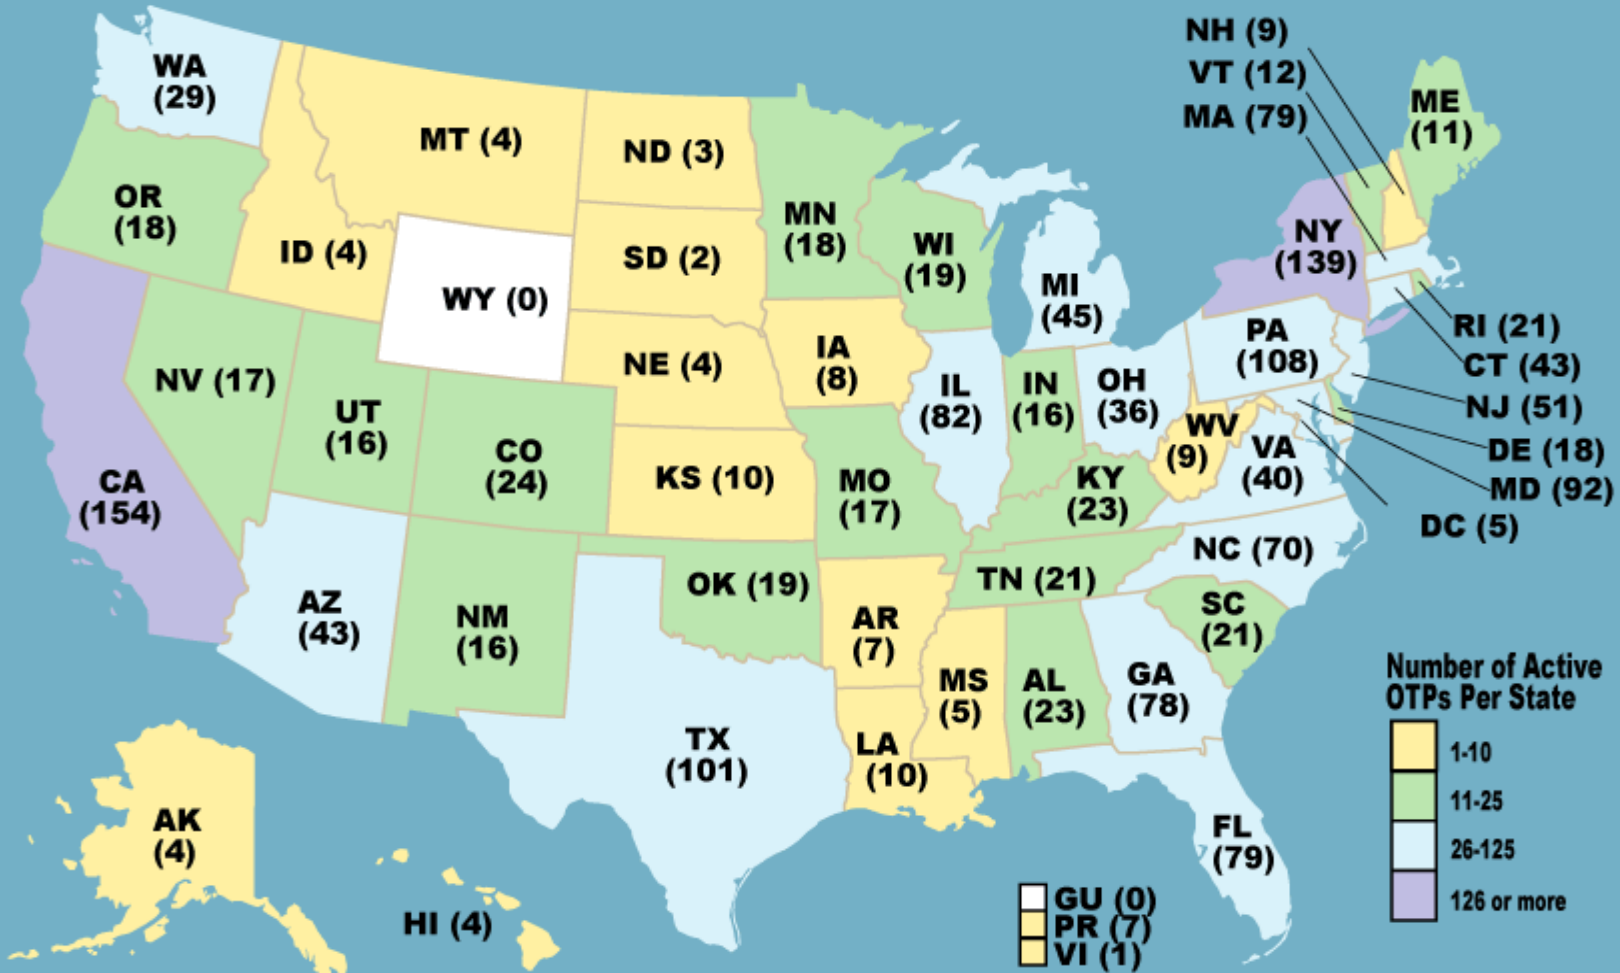 NH (9)
VT (12)
MA (79)
ME
(11)
WA
(29)
MT (4)
ND (3)
OR
(18)
ID (4)
MN
(18)
WI
(19)
NY
(139)
SD (2)
WY (0)
MI
(45)
RI (21)
PA
(108)
CT (43)
NE (4)
IA
(8)
NV (17)
IL
(82)
IN
(16)
OH
(36)
NJ (51)
UT
(16)
CO
(24)
WV
(9)
VA
(40)
DE (18)
MD (92)
DC (5)
CA
(154)
KS (10)
MO
(17)
KY
(23)
NC (70)
AZ
(43)
NM
(16)
OK (19)
TN (21)
AR
(7)
SC
(21)
MS
(5)
AL
(23)
GA
(78)
TX
(101)
LA
(10)
FL
(79)
AK
(4)
HI (4)
GU (0)
PR (7)
VI (1)
Number of Active
OTPs Per State
1-10
11-25
26-125
126 or more